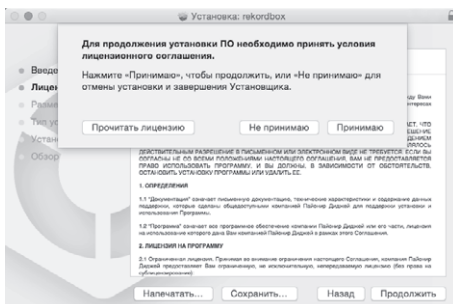 Установка: rekordbox
Для продолжения установки ПО необходимо принять условия
лицензионного соглашения.
Нажмите «Принимаю», чтобы продолжить, или «Не принимаю» для
отмены установки и завершения Установщика.
Прочитать лицензию
Не принимаю
Принимаю
Введе
Лицен
Разме
Тип ус
Устан
Обзор
ДЕЙСТВИТЕЛЬНЫМ РАЗРЕШЕНИЕ В ПИСЬМЕННОМ ИЛИ ЭЛЕКТРОННОМ ВИДЕ НЕ ТРЕБУЕТСЯ. ЕСЛИ ВЫ
СОГЛАСНЫ НЕ СО ВСЕМИ ПОЛОЖЕНИЯМИ НАСТОЯЩЕГО СОГЛАШЕНИЯ, ВАМ НЕ ПРЕДОСТАВЛЯЕТСЯ
ПРАВО ИСПОЛЬЗОВАТЬ ПРОГРАММУ, И ВЫ ДОЛЖНЫ, В ЗАВИСИМОСТИ ОТ ОБСТОЯТЕЛЬСТВ,
ОСТАНОВИТЬ УСТАНОВКУ ПРОГРАММЫ ИЛИ УДАЛИТЬ ЕЕ.
1. ОПРЕДЕЛЕНИЯ
1.1 "Документация" означает письменную документацию, технические характеристики и содержание данных
поддержки, которые сделаны общедоступными компанией Пайонир Диджей для поддержки установки и
использования Программы.
1.2 "Программа" означает все программное обеспечение компании Пайонир Диджей или его части, лицензия
на использование которого дана Вам компанией Пайонир Диджей в рамках этого Соглашения.
2. ЛИЦЕНЗИЯ НА ПРОГРАММУ
2.1 Ограниченная лицензия. Принимая во внимание ограничения настоящего Соглашения, компания Пайонир
Диджей предоставляет Вам ограниченную, не исключительную, непередаваемую лицензию (без права на
сублицензирование):
Напечатать...
Сохранить...
Назад
Продолжить